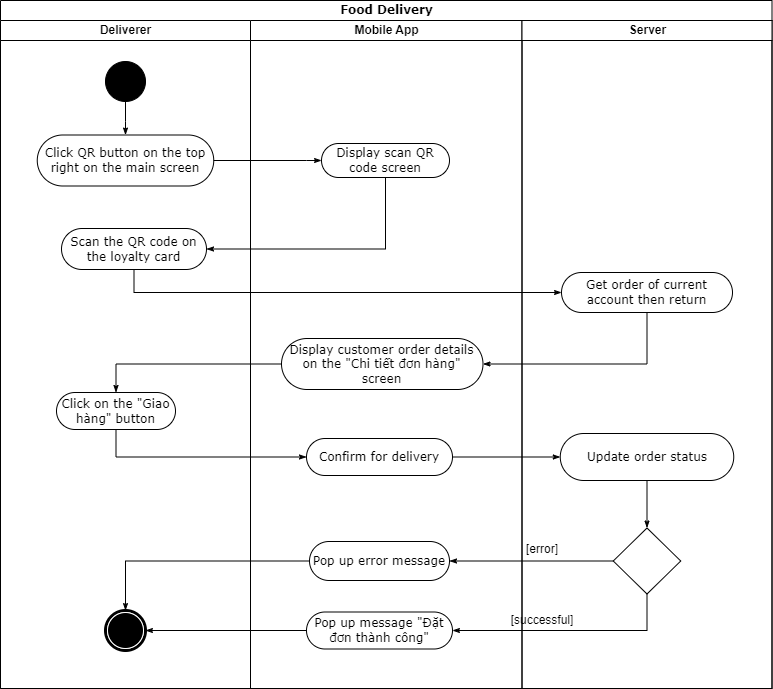 Food Delivery
Deliverer
Mobile App
Server
Click QR button on the top
right on the main screen
Display scan QR
code screen
Scan the QR code on
the loyalty card
Get order of current
account then return
Display customer order details
on the "Chi tiết đơn hàng"
screen
Click on the "Giao
hàng" button
Confirm for delivery
Update order status
[error]
Pop up error message
[successful]
Pop up message "Đặt
đơn thành công"